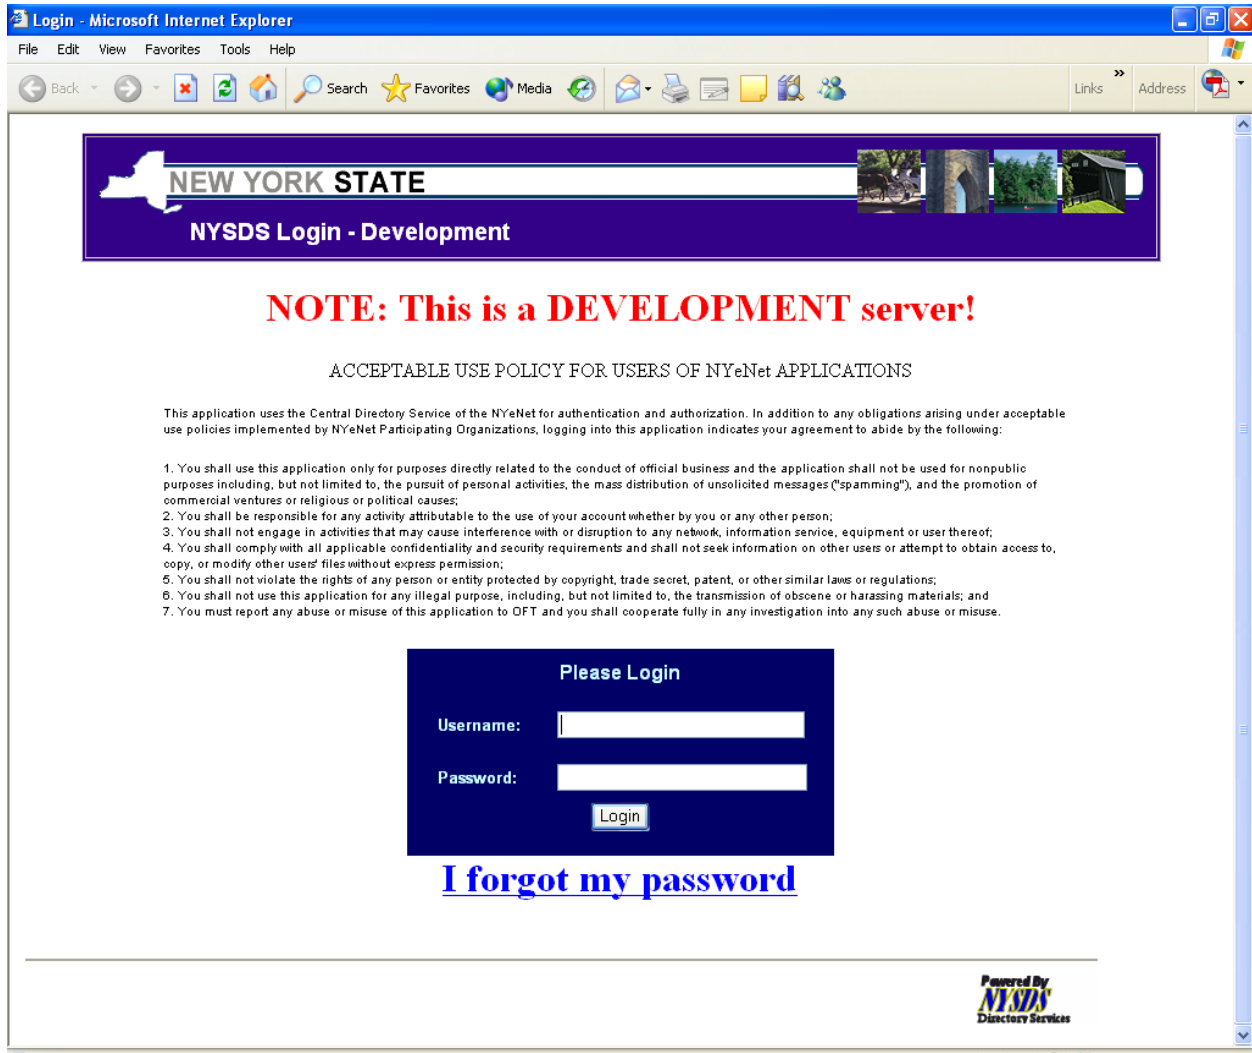 Login - Microsoft Internet Explorer
File Edit View Favorites Tools Help
Back Search Favorites Media Links » Address
NEW YORK STATE
NYSDS Login - Development
NOTE: This is a DEVELOPMENT server!
ACCEPTABLE USE POLICY FOR USERS OF NYeNet APPLICATIONS
This application uses the Central Directory Service of the NYeNet for authentication and authorization. In addition to any obligations arising under acceptable
use policies implemented by NYeNet Participating Organizations, logging into this application indicates your agreement to abide by the following:
1. You shall use this application only for purposes directly related to the conduct of official business and the application shall not be used for nonpublic
purposes including, but not limited to, the pursuit of personal activities, the mass distribution of unsolicited messages ("spamming"), and the promotion of
commercial ventures or religious or political causes;
2. You shall be responsible for any activity attributable to the use of your account whether by you or any other person;
3. You shall not engage in activities that may cause interference with or disruption to any network, information service, equipment or user thereof;
4. You shall comply with all applicable confidentiality and security requirements and shall not seek information on other users or attempt to obtain access to,
copy, or modify other users' files without express permission;
5. You shall not violate the rights of any person or entity protected by copyright, trade secret, patent, or other similar laws or regulations;
6. You shall not use this application for any illegal purpose, including, but not limited to, the transmission of obscene or harassing materials; and
7. You must report any abuse or misuse of this application to OFT and you shall cooperate fully in any investigation into any such abuse or misuse.
Please Login
Username:
Password:
Login
I forgot my password
Powered By
NYSDS
Directory Services